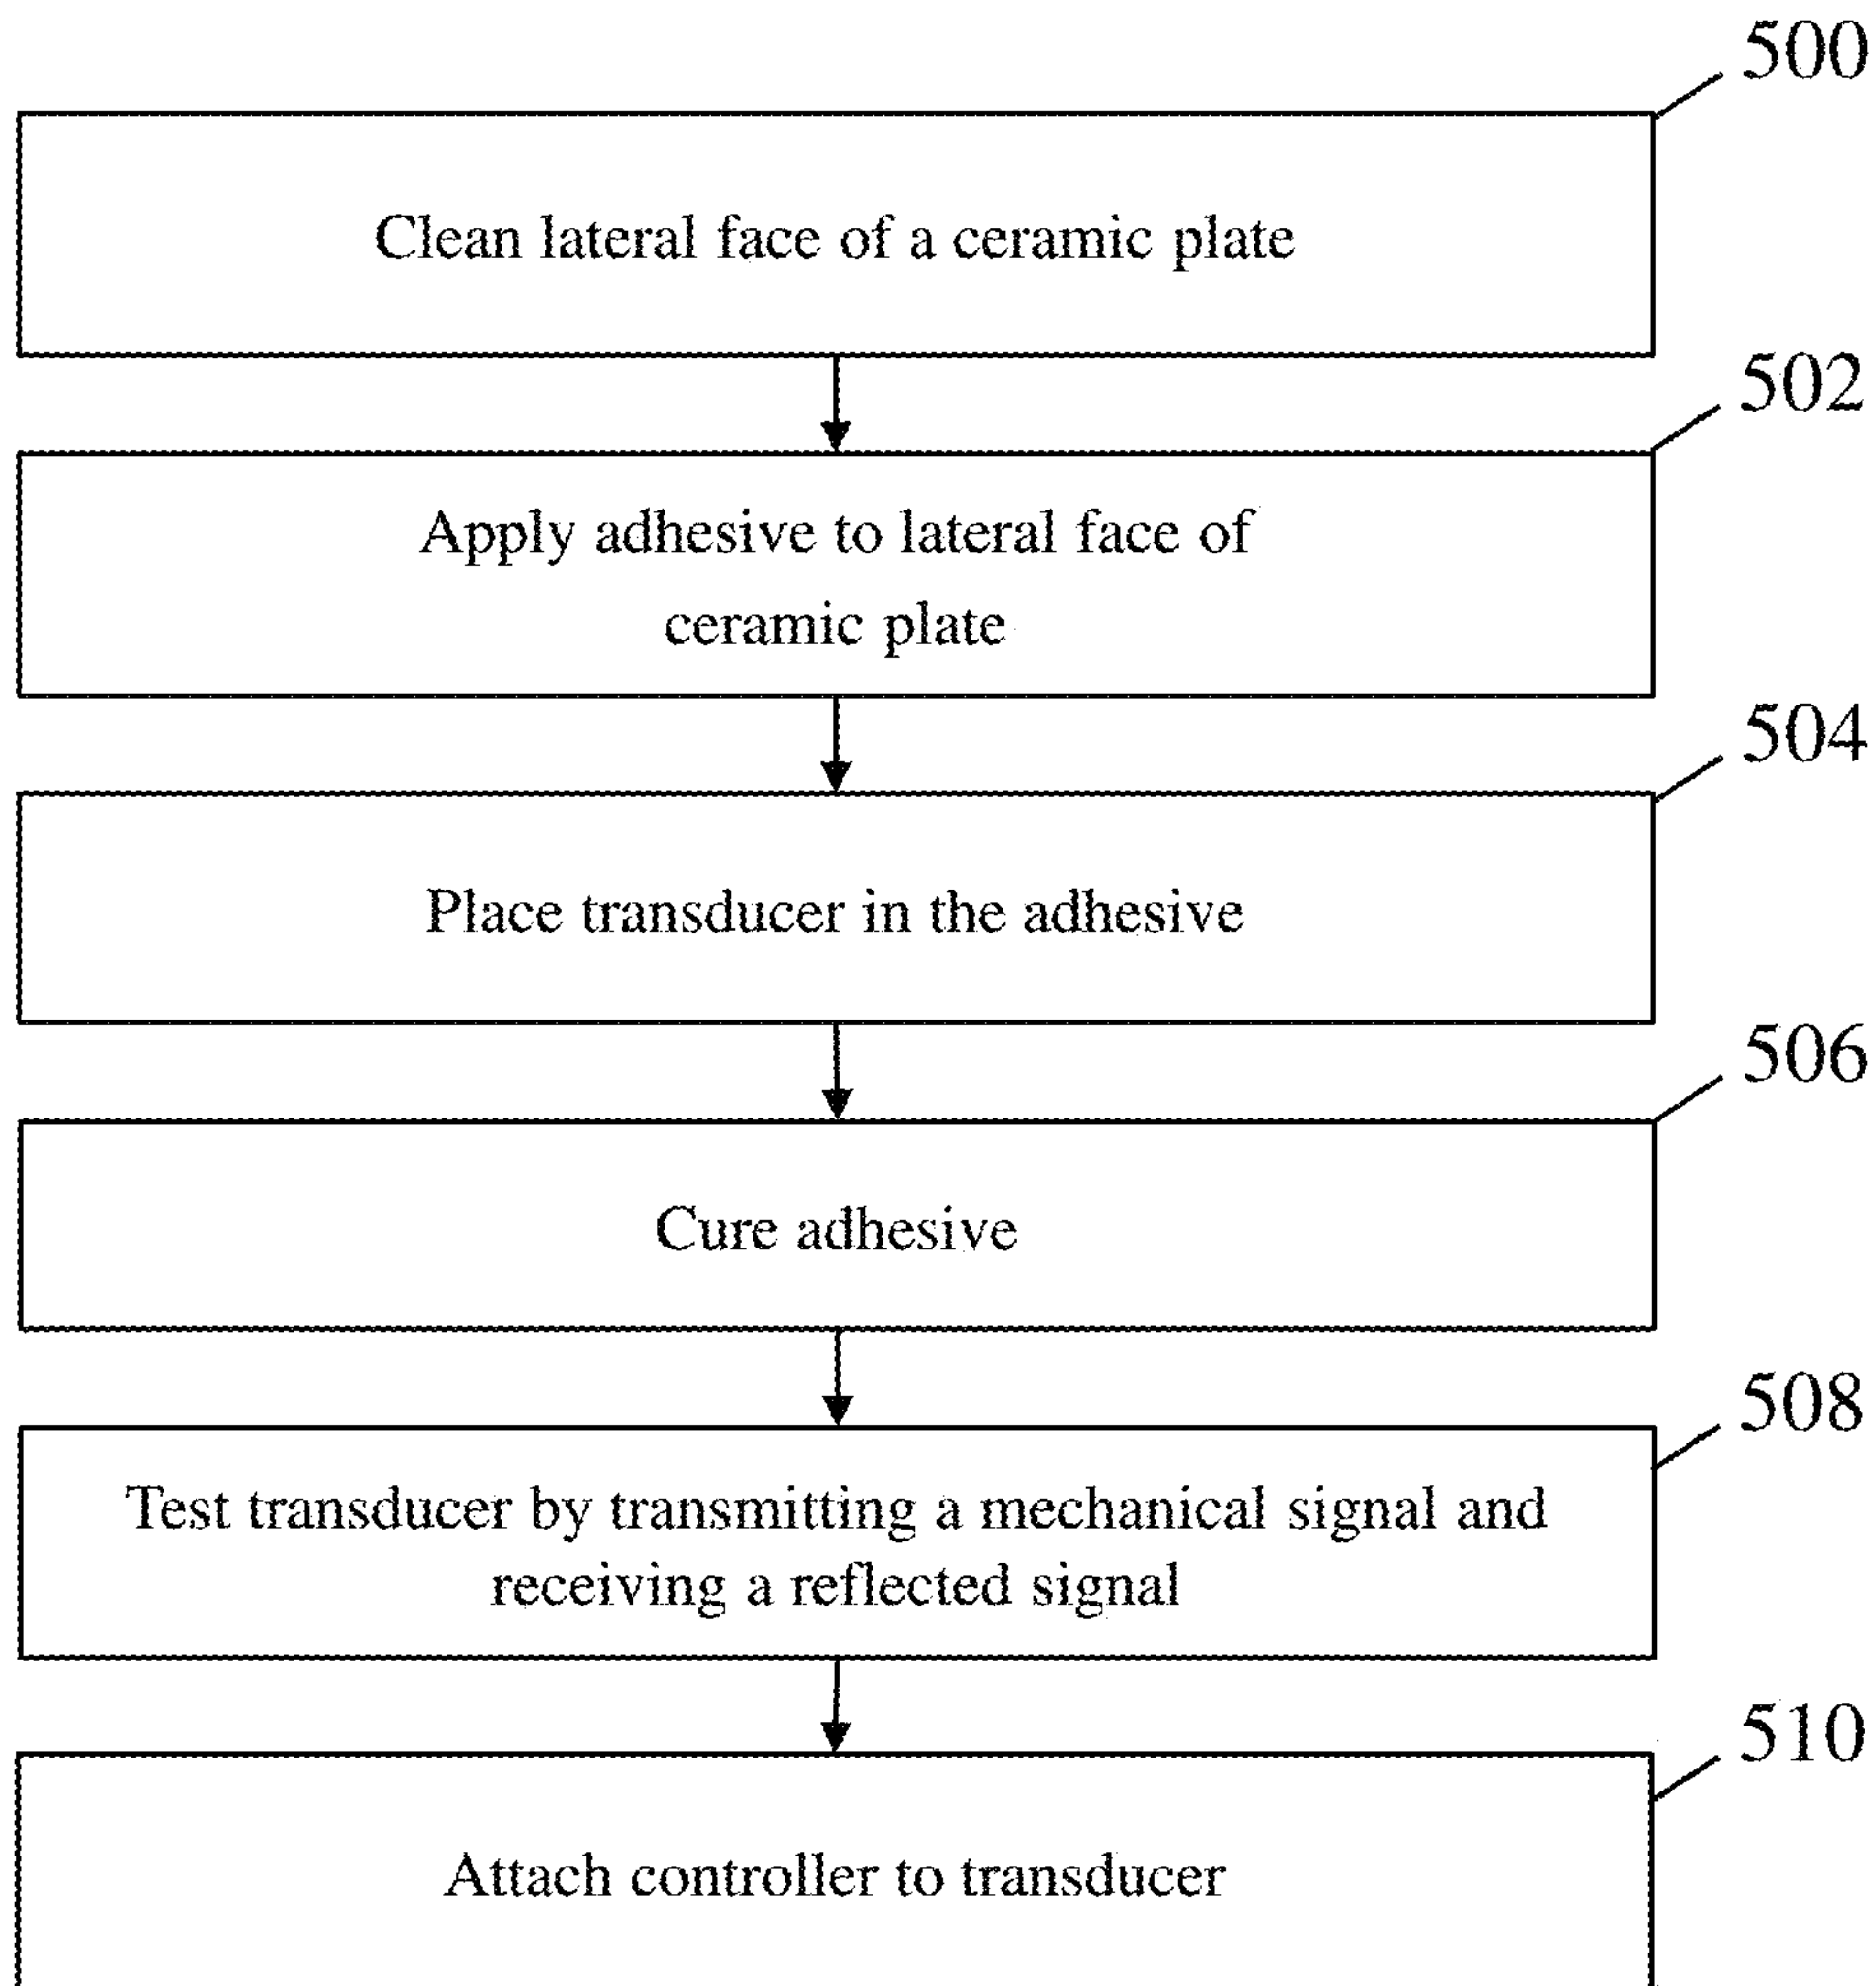 500
Clean lateral face of a ceramic plate
502
Apply adhesive to lateral face of
ceramic plate
504
Place transducer in the adhesive
506
Cure adhesive
508
Test transducer by transmitting a mechanical signal and
receiving a reflected signal
510
Attach controller to transducer